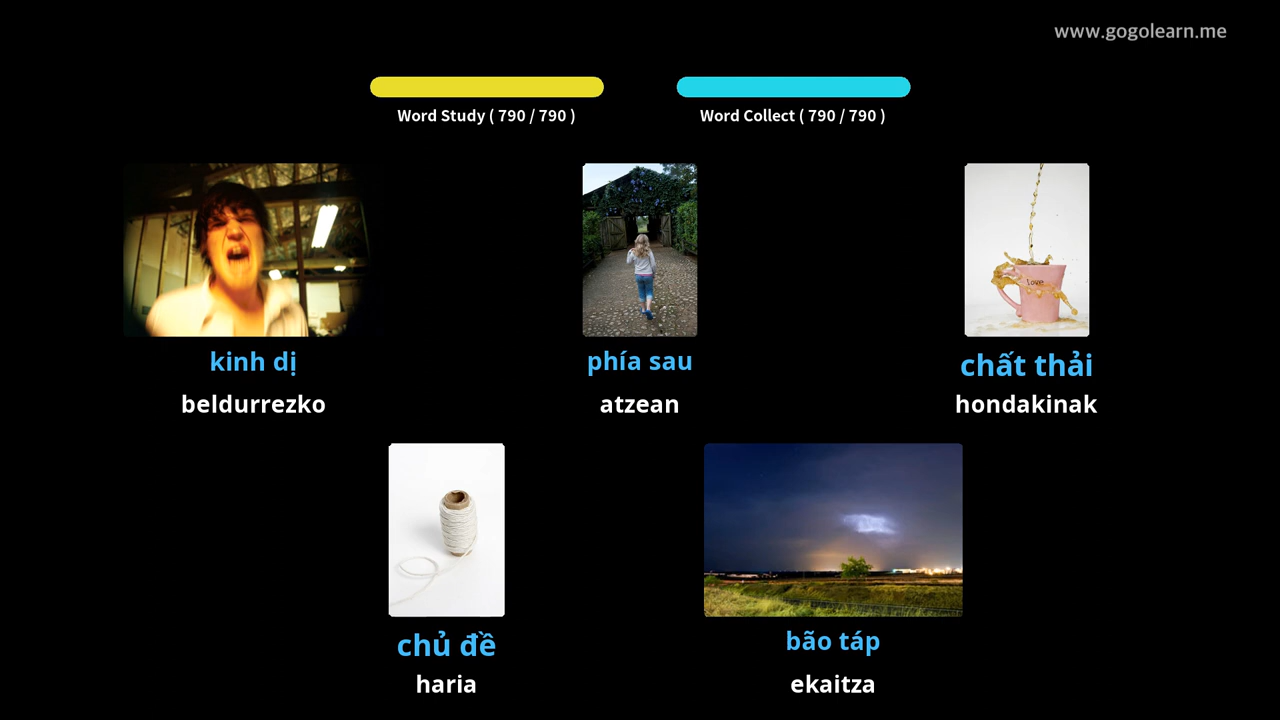 www.gogolearn.me
Word Study ( 790 / 790 )
Word Collect ( 790 / 790 )
love
kinh dị
beldurrezko
phía sau
atzean
chất thải
hondakinak
chủ đề
haria
bão táp
ekaitza